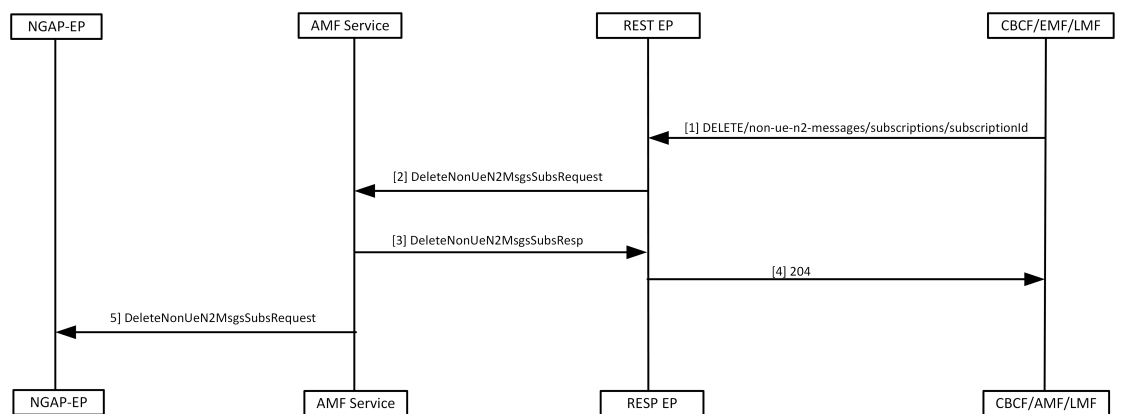 NGAP-EP
AMF Service
REST EP
CBCF/EMF/LMF
[1] DELETE/non-ue-n2-messages/subscriptions/subscriptionId
[2] DeleteNonUeN2MsgsSubsRequest
[3] DeleteNonUeN2MsgsSubsResp
[4] 204
5] DeleteNonUeN2MsgsSubsRequest
NGAP-EP
AMF Service
RESP EP
CBCF/AMF/LMF